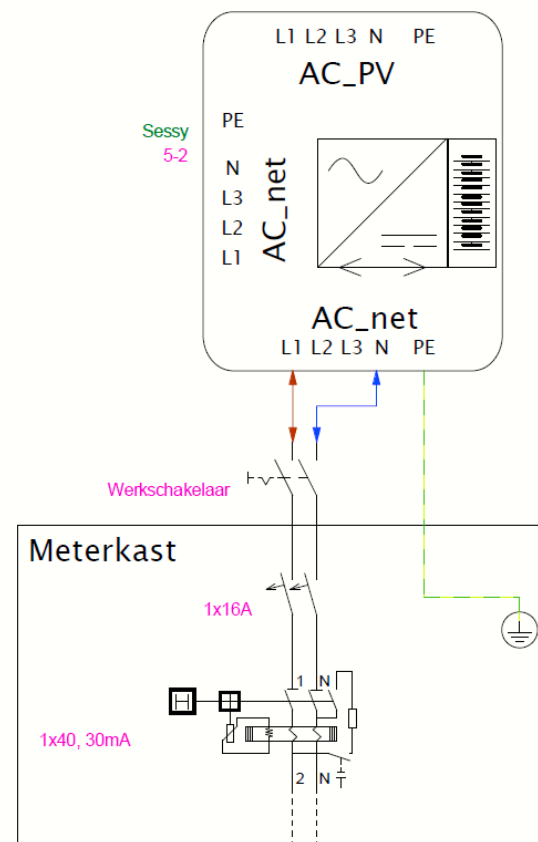 L1 L2 L3 N PE
AC_PV
Sessy
5-2
PE
N
L3
L2
L1
AC_net
AC_net
L1 L2 L3 N PE
Werkschakelaar
Meterkast
1x16A
1 N
H
1x40, 30mA
2 N